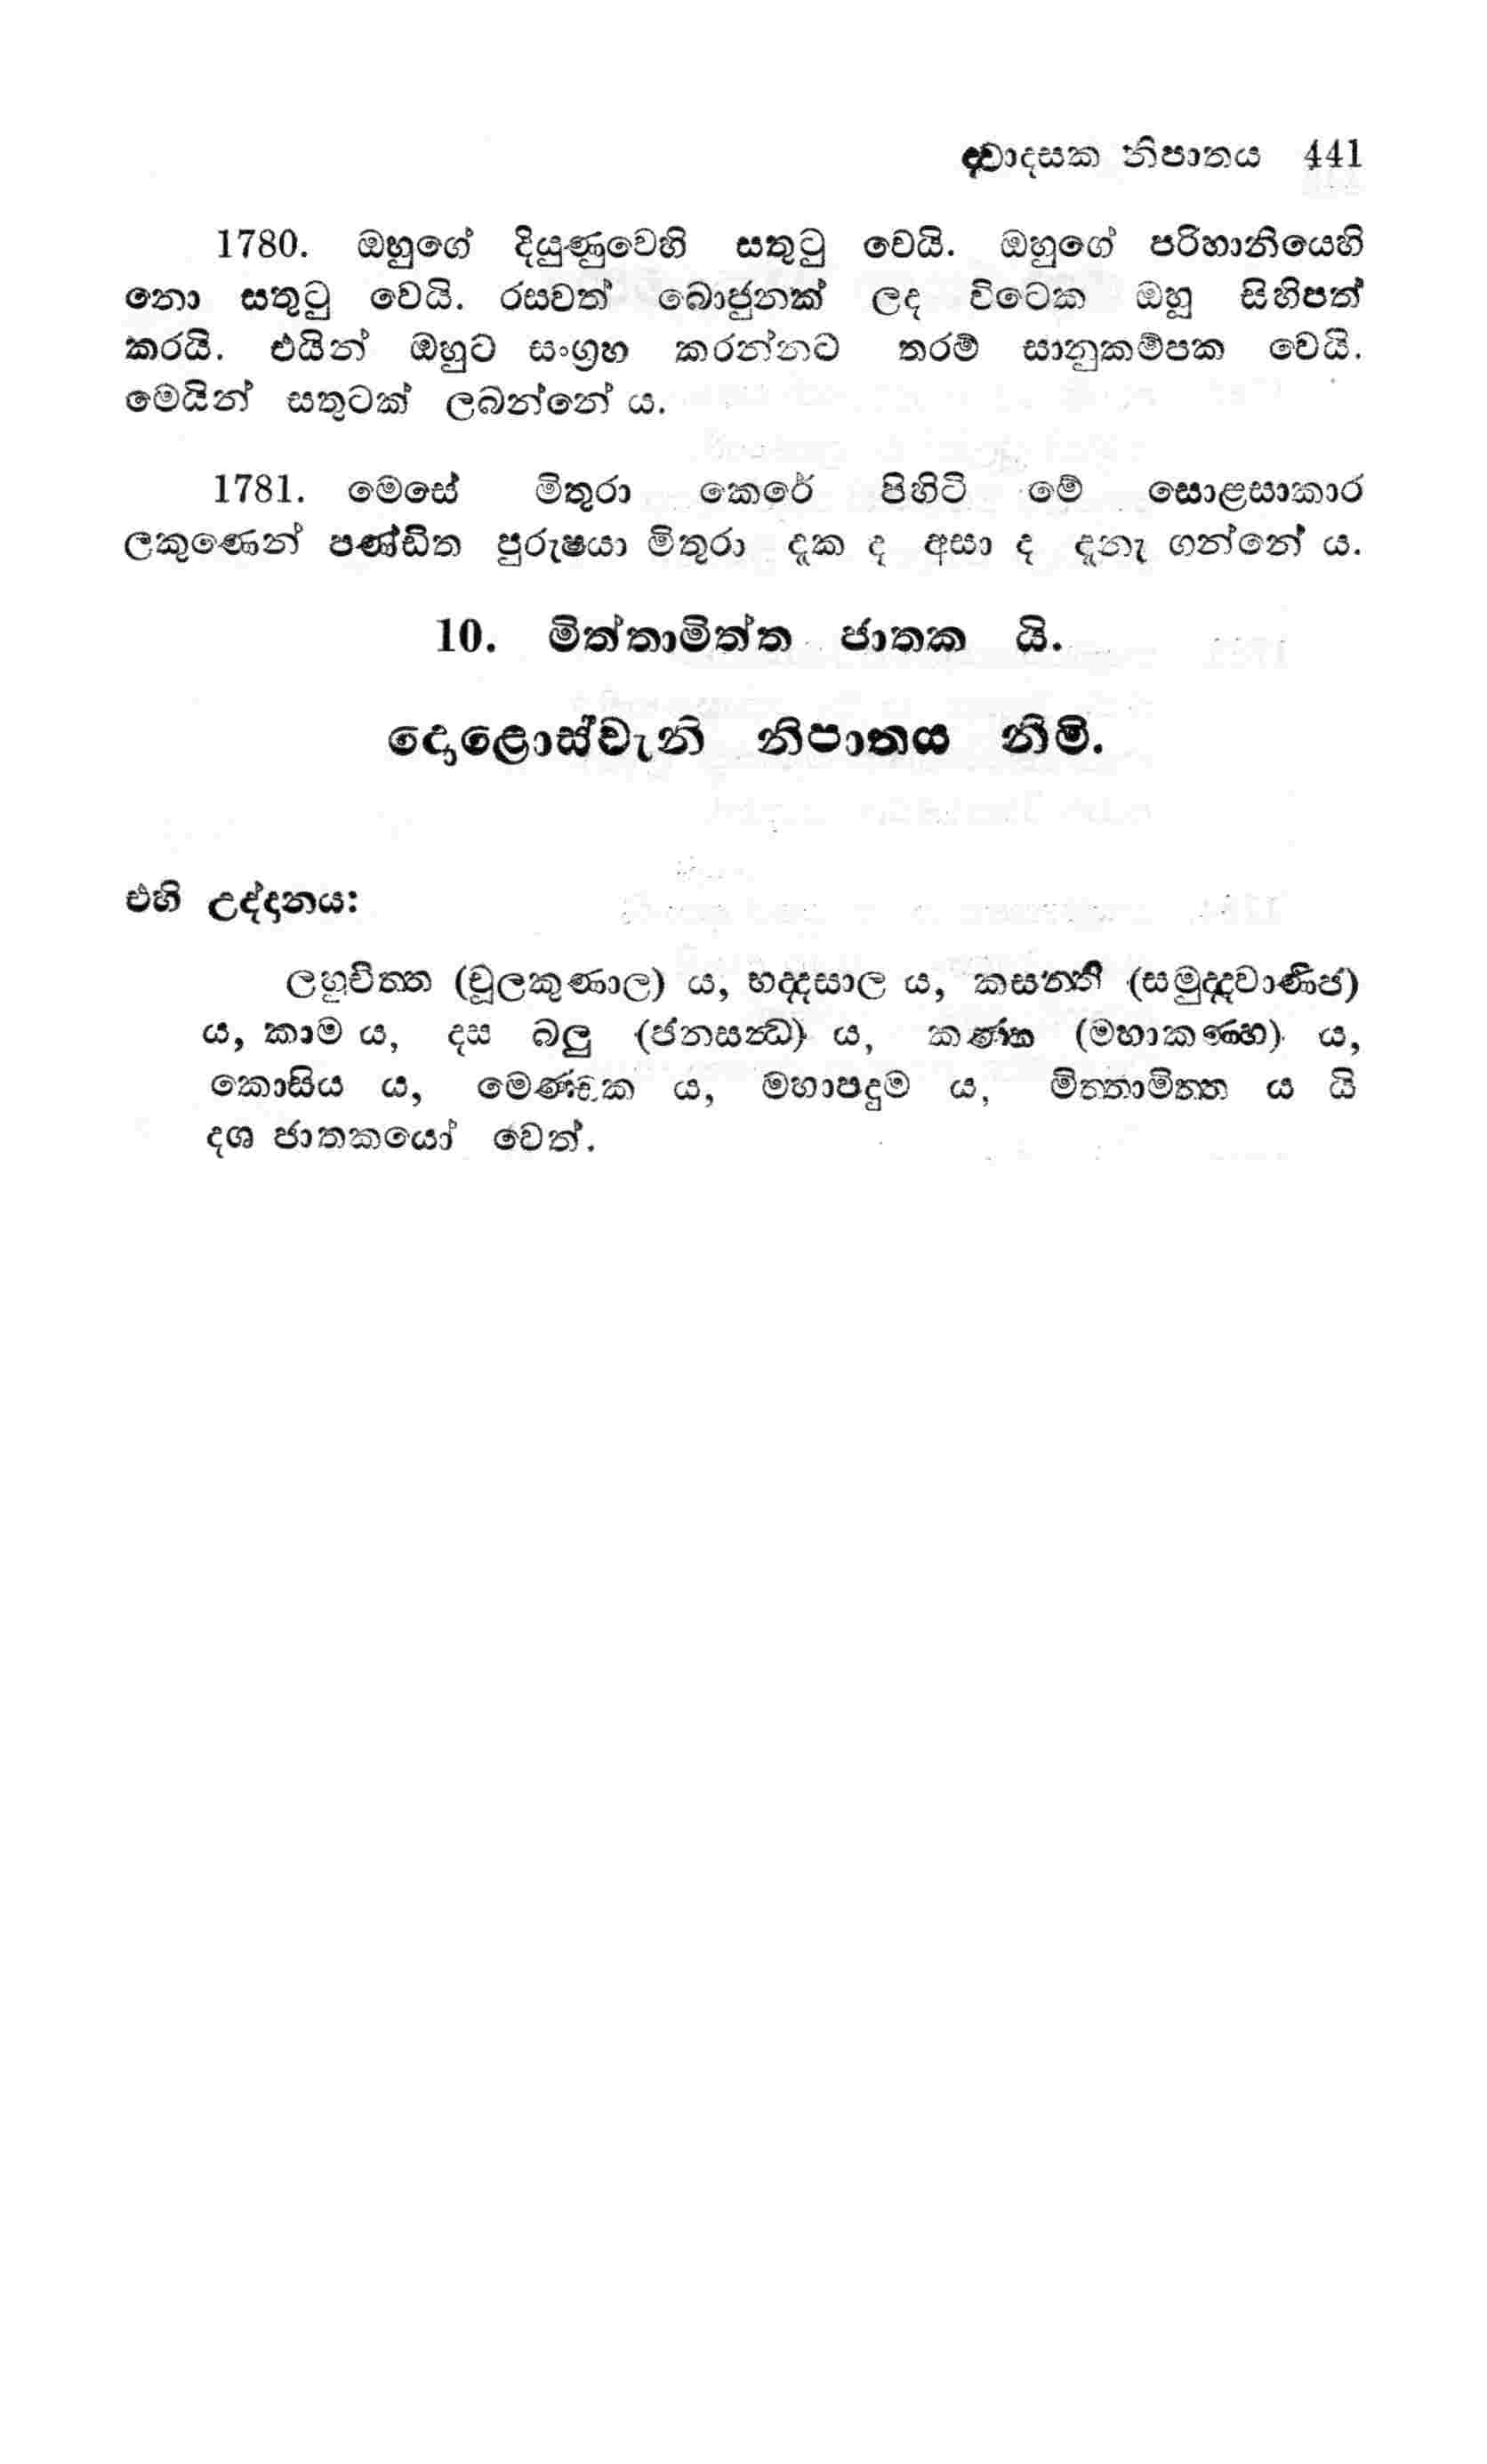 ද්වාදසක නිපාතය 441
1780. ඔහුගේ දියුණුවෙහි සතුටු වෙයි. ඔහුගේ පරිහානියෙහි
නො සතුටු වෙයි. රසවත් බොජුනක් ලද විටෙක ඔහු සිහිපත්
කරයි. එයින් ඔහුට සංග්‍රහ කරන්නට තරම් සානුකම්පක වෙයි.
මෙයින් සතුටක් ලබන්නේ ය.
1781. මෙසේ මිතුරා කෙරේ පිහිටි මේ සොළසාකාර
ලකුණෙන් පණ්ඩිත පුරුෂයා මිතුරා දැක ද අසා ද දැනැ ගන්නේ ය.
10. මිත්තාමිත්ත ජාතක යි.
දොළොස්වැනි නිපාතය නිමි.
එහි උද්දානය:
ලහුචිත්ත (චූලකුණාල) ය, භද්දසාල ය, කසන්ති (සමුද්දවාණිජ)
ය, කාම ය, දස බලු (ජනසන්ධ) ය, කණ්හ (මහාකණ්හ) ය,
කොසිය ය, මෙණ්ඩක ය, මහාපදුම ය, මිත්තාමිත්ත ය යි
දශ ජාතකයෝ වෙත්.